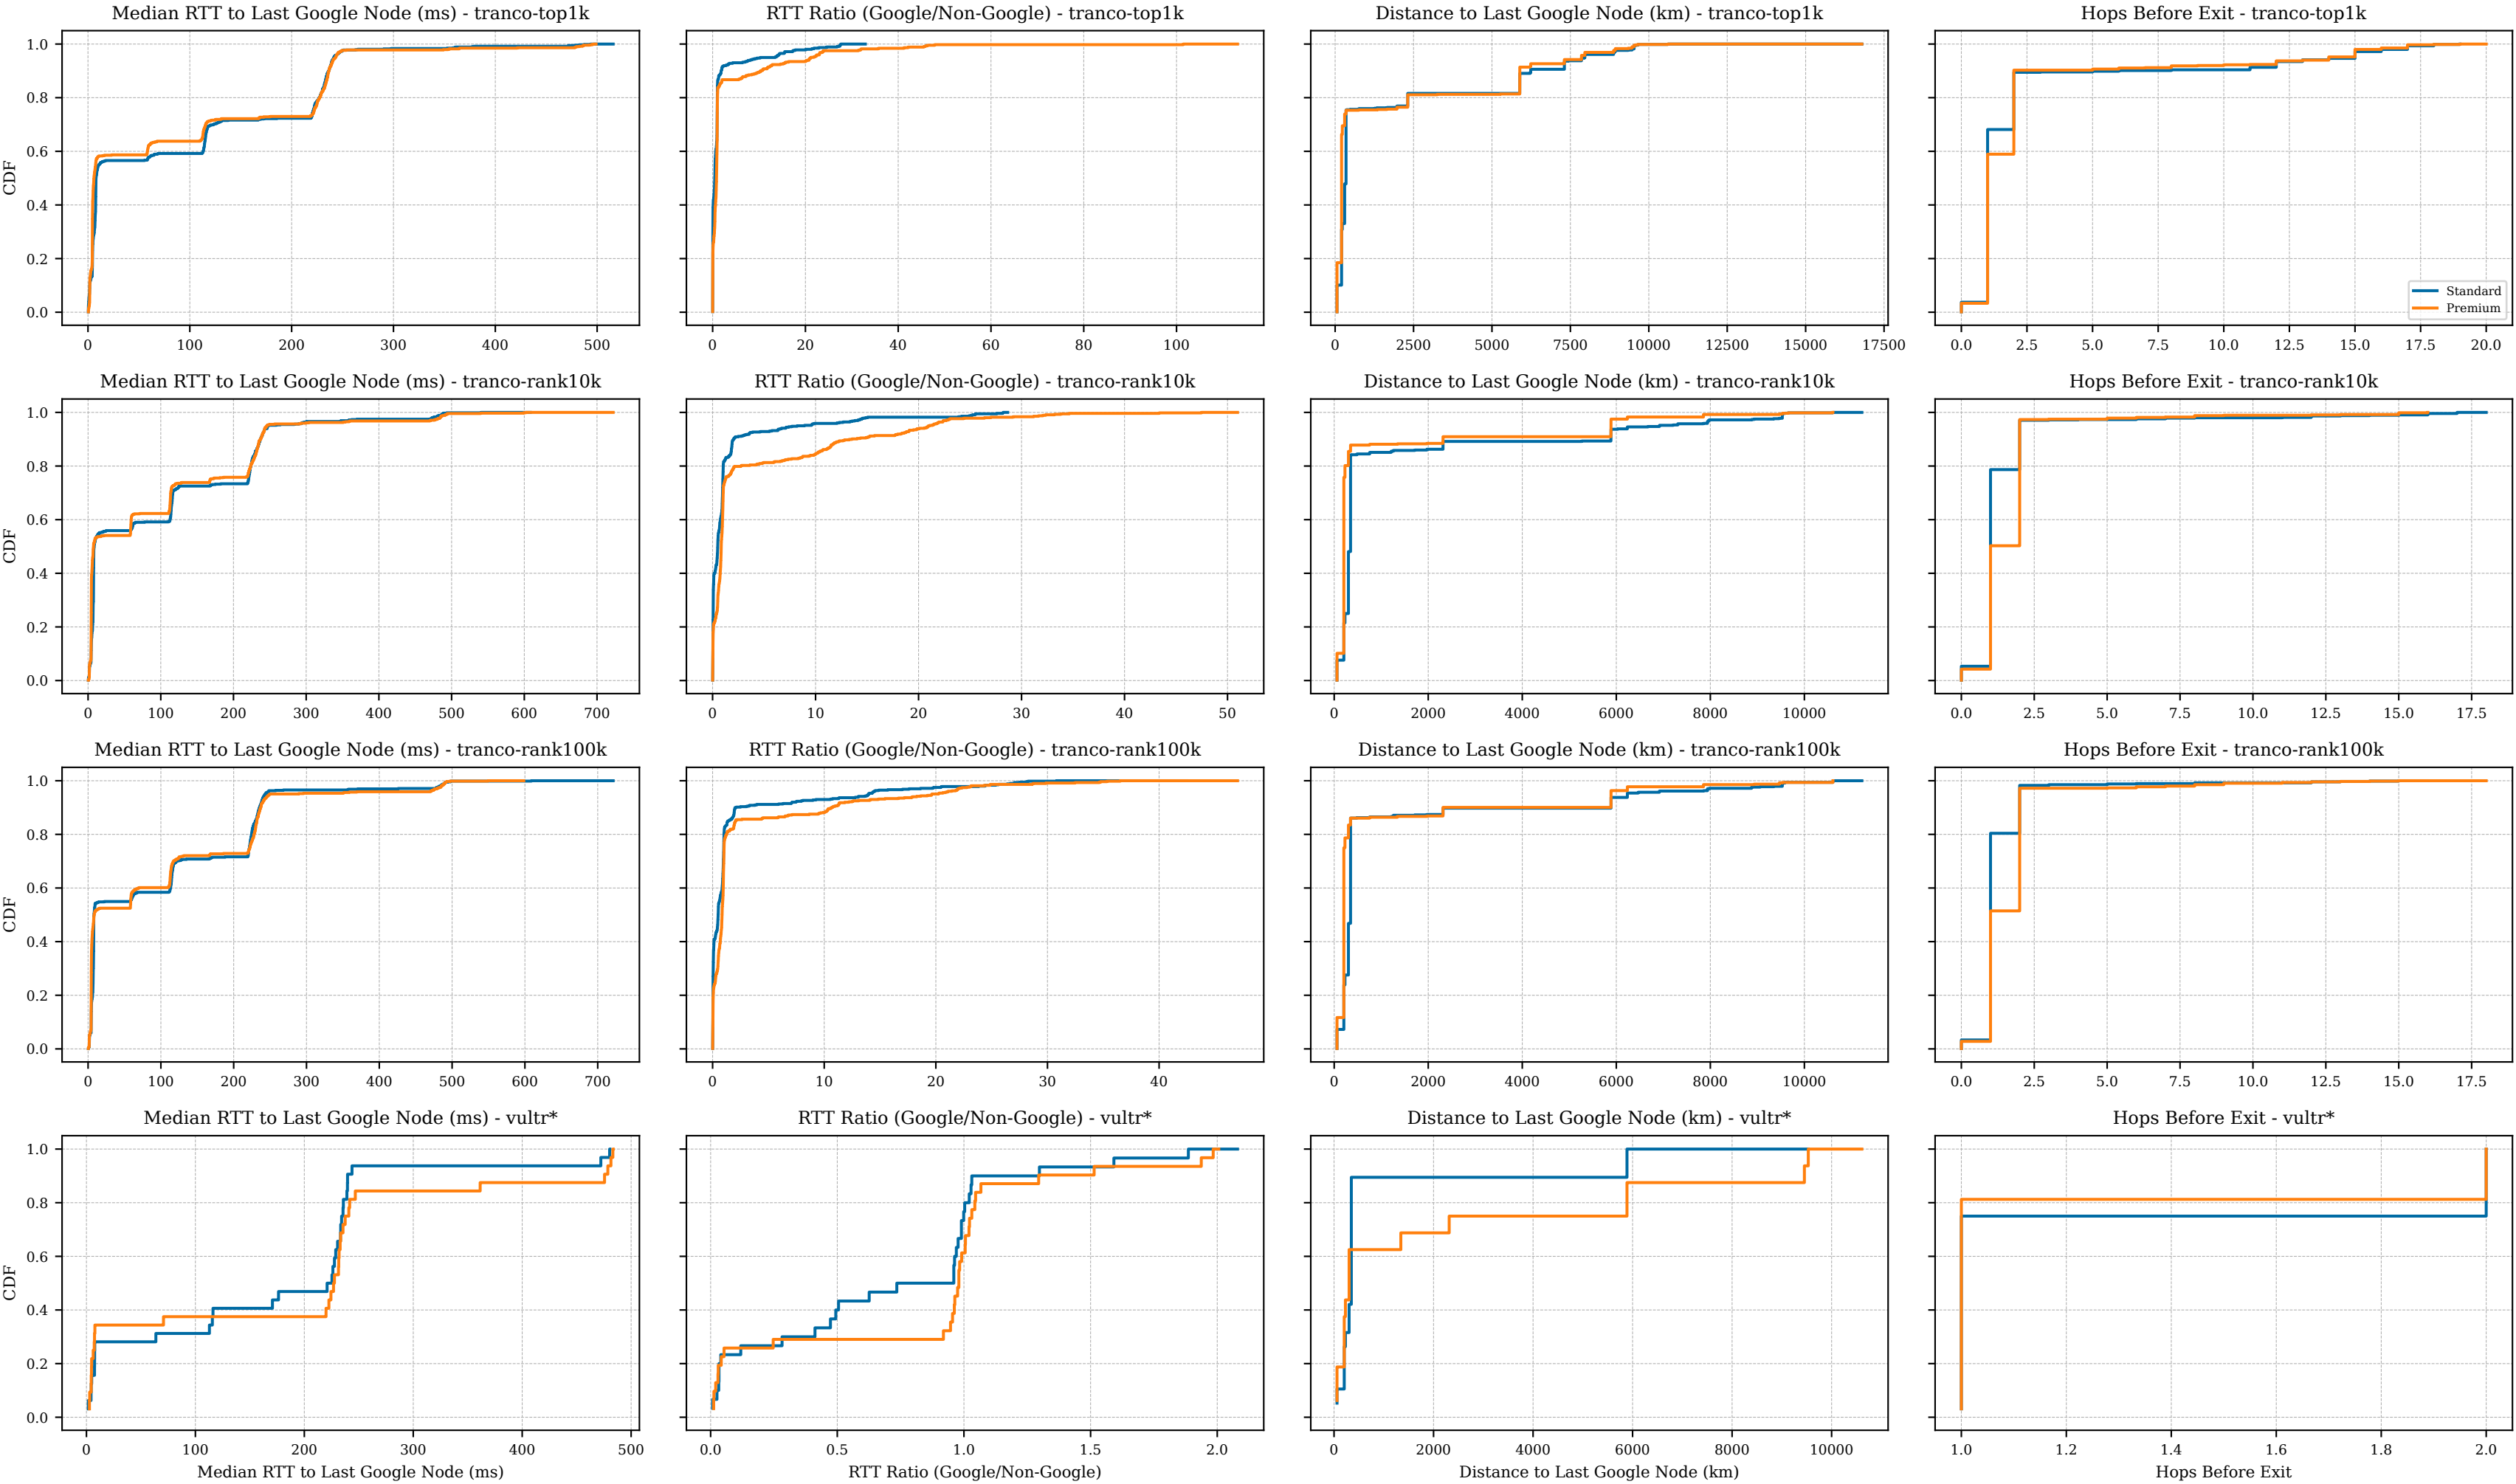 Median RTT to Last Google Node (ms) - tranco-top1k
RTT Ratio (Google/Non-Google) - tranco-top1k
Distance to Last Google Node (km) - tranco-top1k
Hops Before Exit - tranco-top1k
1.0
0.8
0.6
0.4
0.2
0.0
CDF
Standard
Premium
0 100 200 300 400 500
0 20 40 60 80 100
0 2500 5000 7500 10000 12500 15000 17500
0.0 2.5 5.0 7.5 10.0 12.5 15.0 17.5 20.0
Median RTT to Last Google Node (ms) - tranco-rank10k
RTT Ratio (Google/Non-Google) - tranco-rank10k
Distance to Last Google Node (km) - tranco-rank10k
Hops Before Exit - tranco-rank10k
1.0
0.8
0.6
0.4
0.2
0.0
CDF
0 100 200 300 400 500 600 700
0 10 20 30 40 50
0 2000 4000 6000 8000 10000
0.0 2.5 5.0 7.5 10.0 12.5 15.0 17.5
Median RTT to Last Google Node (ms) - tranco-rank100k
RTT Ratio (Google/Non-Google) - tranco-rank100k
Distance to Last Google Node (km) - tranco-rank100k
Hops Before Exit - tranco-rank100k
1.0
0.8
0.6
0.4
0.2
0.0
CDF
0 100 200 300 400 500 600 700
0 10 20 30 40
0 2000 4000 6000 8000 10000
0.0 2.5 5.0 7.5 10.0 12.5 15.0 17.5
Median RTT to Last Google Node (ms) - vultr*
RTT Ratio (Google/Non-Google) - vultr*
Distance to Last Google Node (km) - vultr*
Hops Before Exit - vultr*
1.0
0.8
0.6
0.4
0.2
0.0
CDF
0 100 200 300 400 500
0.0 0.5 1.0 1.5 2.0
0 2000 4000 6000 8000 10000
1.0 1.2 1.4 1.6 1.8 2.0
Median RTT to Last Google Node (ms)
RTT Ratio (Google/Non-Google)
Distance to Last Google Node (km)
Hops Before Exit